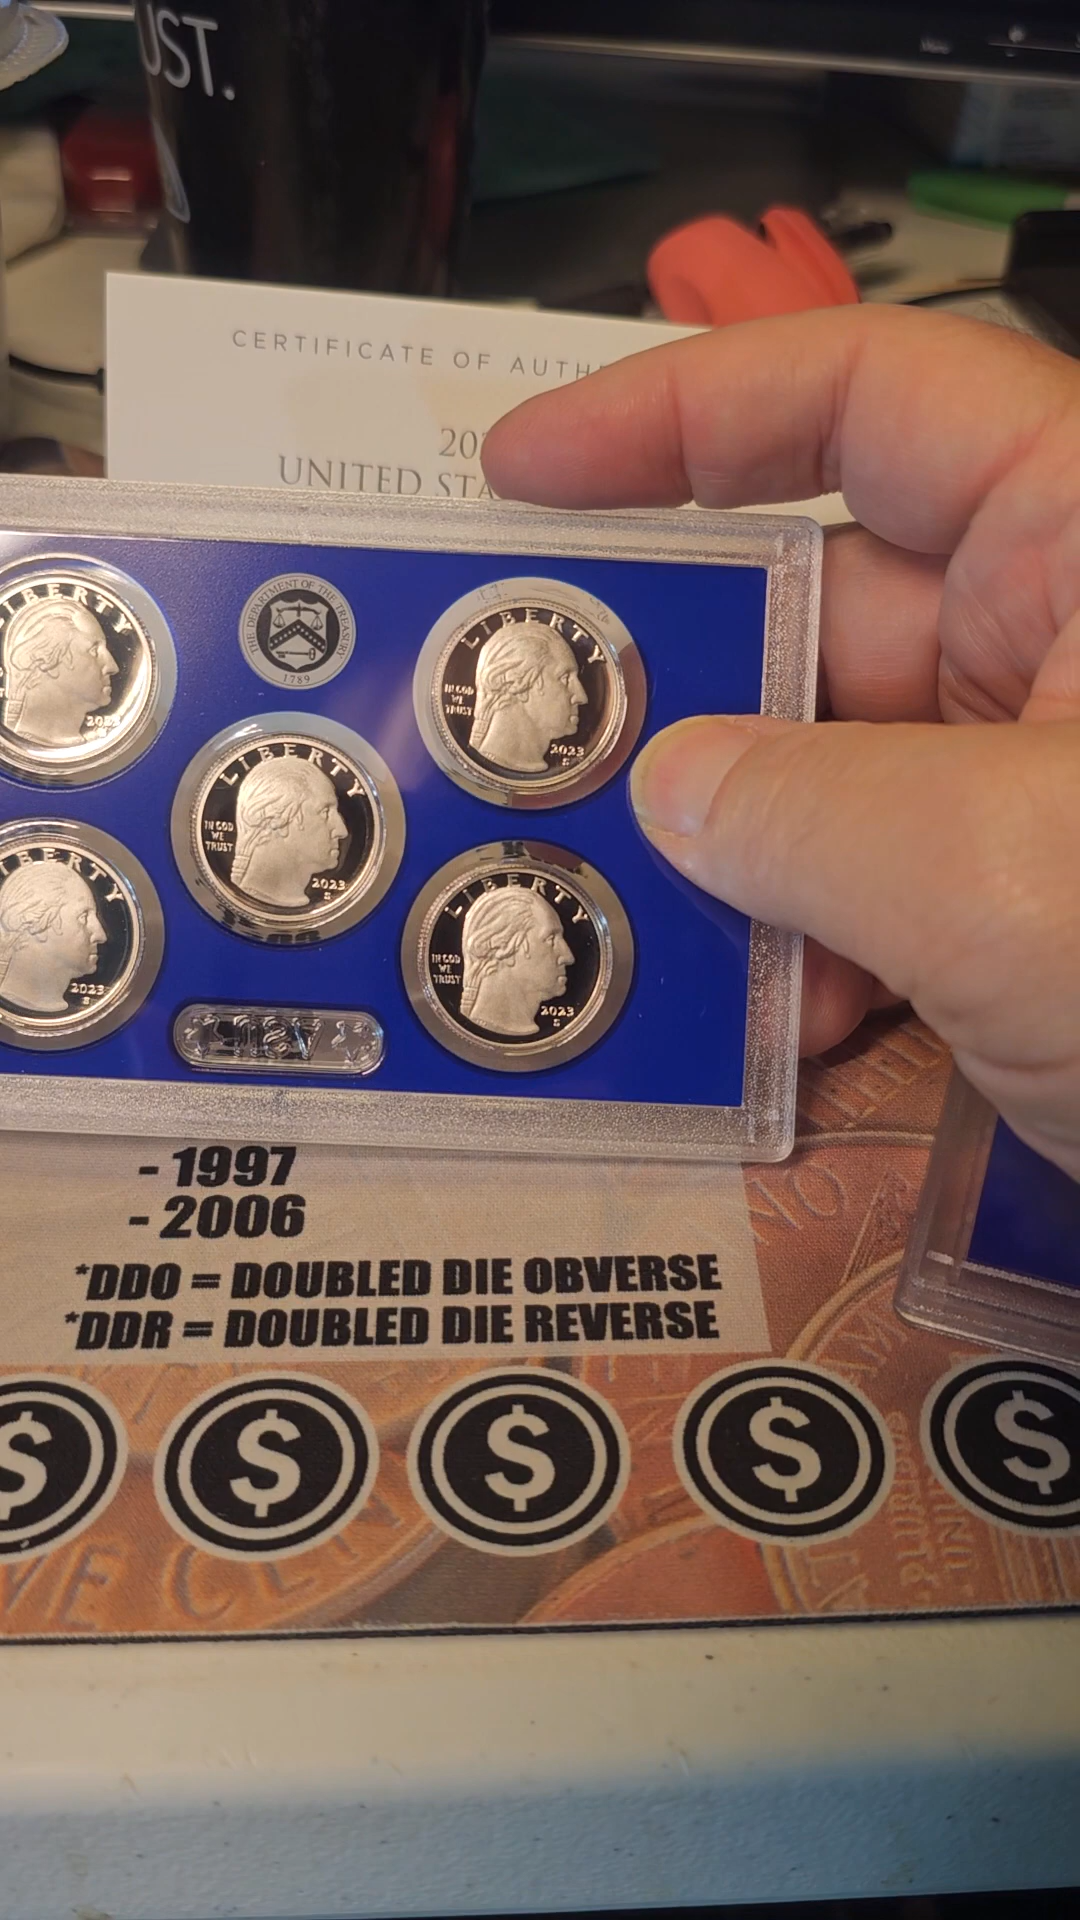 UST.
CERTIFICATE OF AUTH
20
UNITED STA
THE DEPARTMENT OF THE TREASURY
1789
LIBERTY
2023
LIBERTY
IN GOD
WE
TRUST
2023
S
LIBERTY
IN GOD
WE
TRUST
2023
S
LIBERTY
2023
S
LIBERTY
IN GOD
WE
TRUST
2023
S
- 1997
- 2006
*DDO = DOUBLED DIE OBVERSE
*DDR = DOUBLED DIE REVERSE
$ $ $ $ $